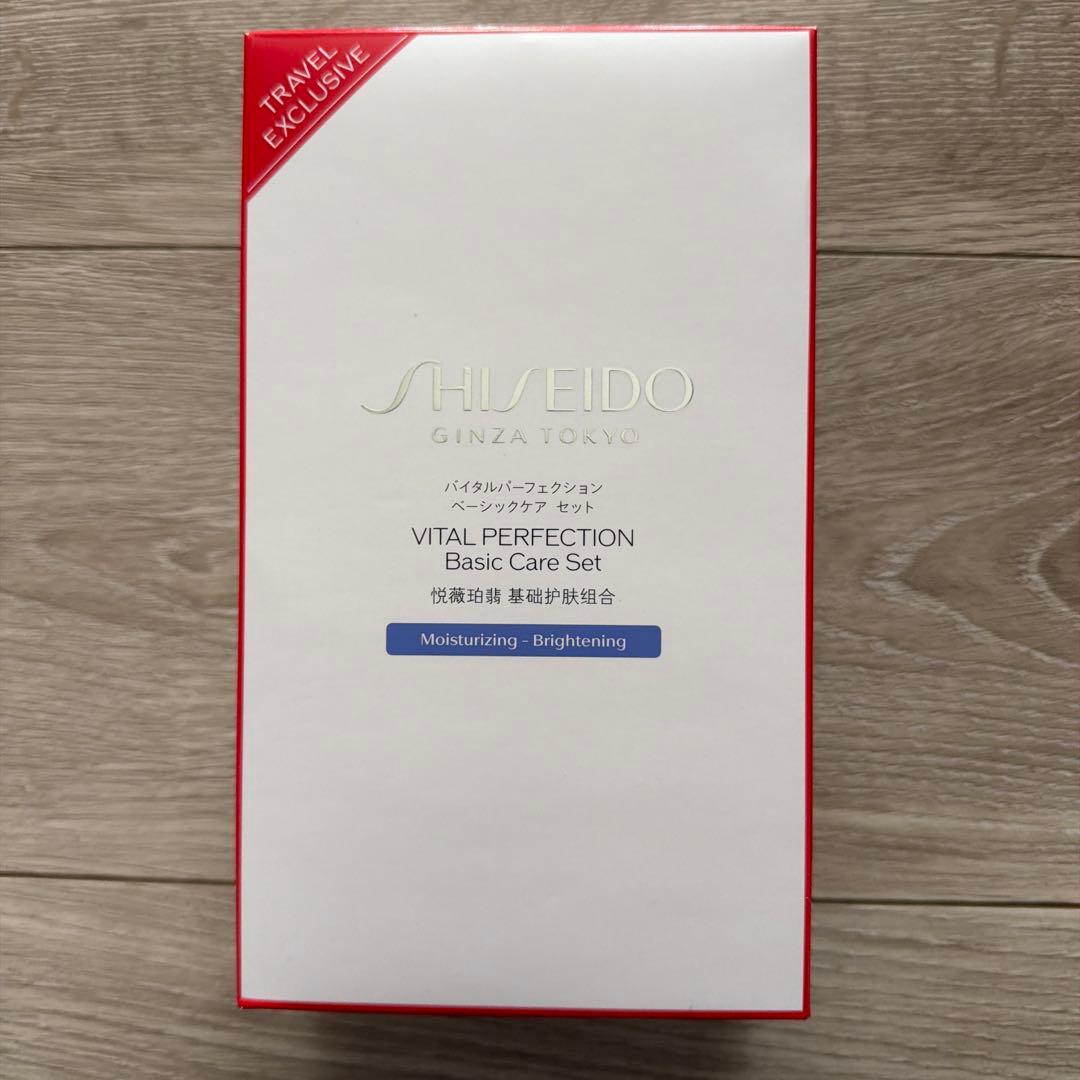 TRAVEL
EXCLUSIVE
SHISEIDO
GINZA TOKYO
バイタルパーフェクション
ベーシックケア セット
VITAL PERFECTION
Basic Care Set
悦薇珀翡 基础护肤组合
Moisturizing - Brightening